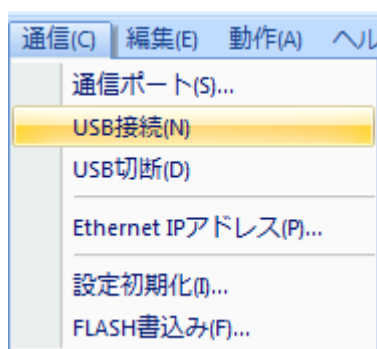 通信(C) 編集(E) 動作(A) ヘル
通信ポート(S)...
USB接続(N)
USB切断(D)
Ethernet IPアドレス(P)...
設定初期化(I)...
FLASH書込み(F)...